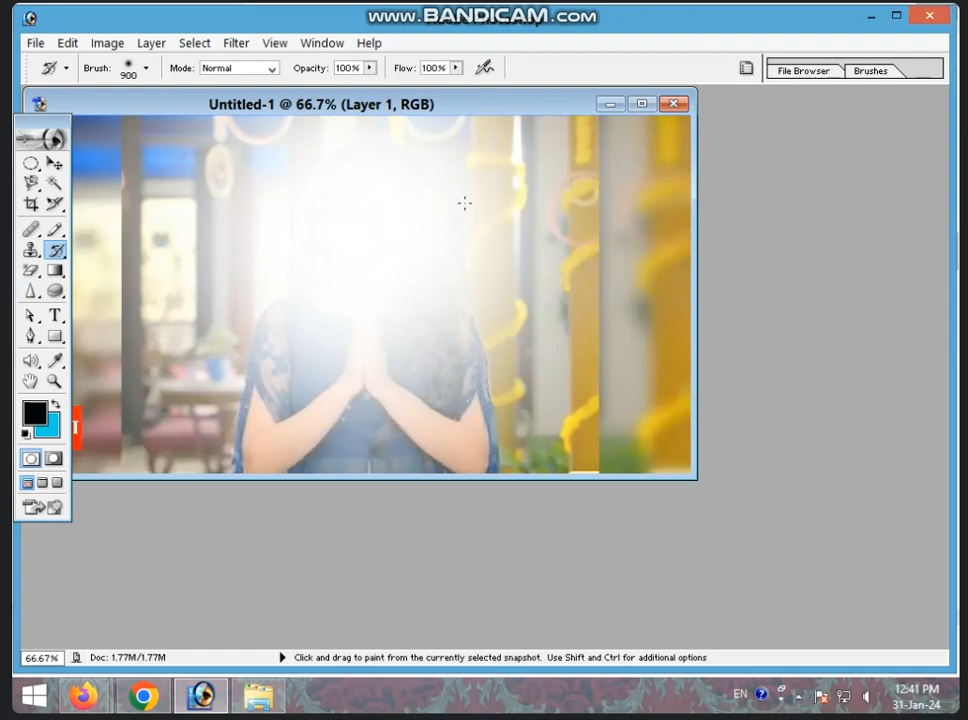 WWW.BANDICAM.COM
File Edit Image Layer Select Filter View Window Help
Brush: 900 Mode: Normal Opacity: 100% Flow: 100% File Browser Brushes
Untitled-1 @ 66.7% (Layer 1, RGB)
T
66.67% Doc: 1.77M/1.77M Click and drag to paint from the currently selected snapshot. Use Shift and Ctrl for additional options
EN 12:41 PM
31-Jan-24